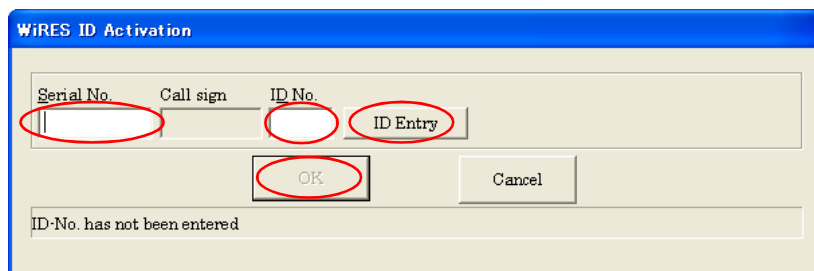 WiRES ID Activation
Serial No. Call sign ID No.
ID Entry
OK Cancel
ID-No. has not been entered